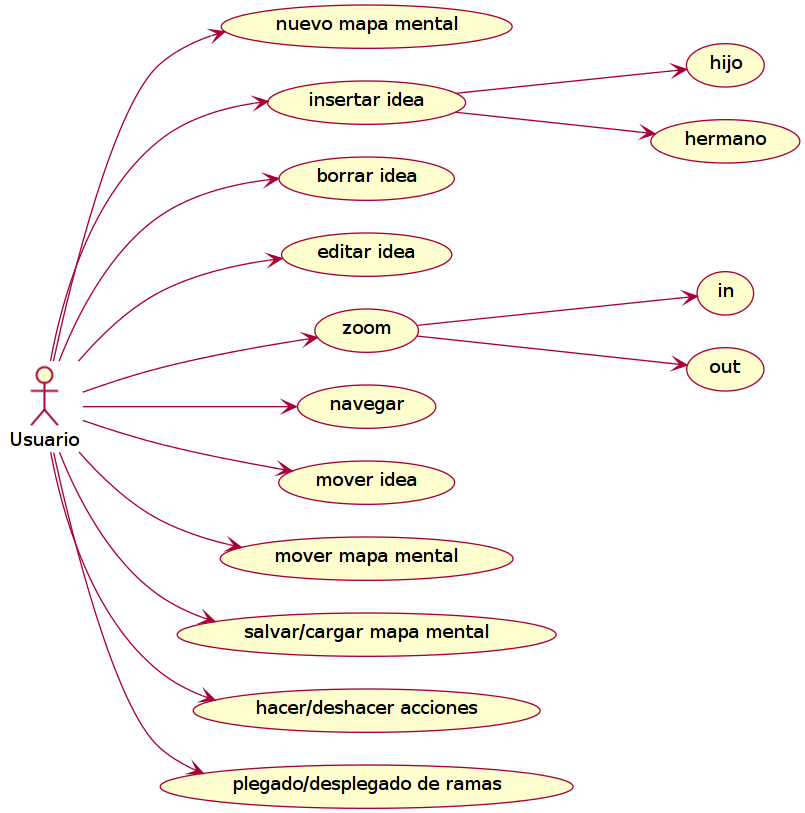 nuevo mapa mental
insertar idea
hijo
hermano
borrar idea
editar idea
zoom
in
out
navegar
Usuario
mover idea
mover mapa mental
salvar/cargar mapa mental
hacer/deshacer acciones
plegado/desplegado de ramas